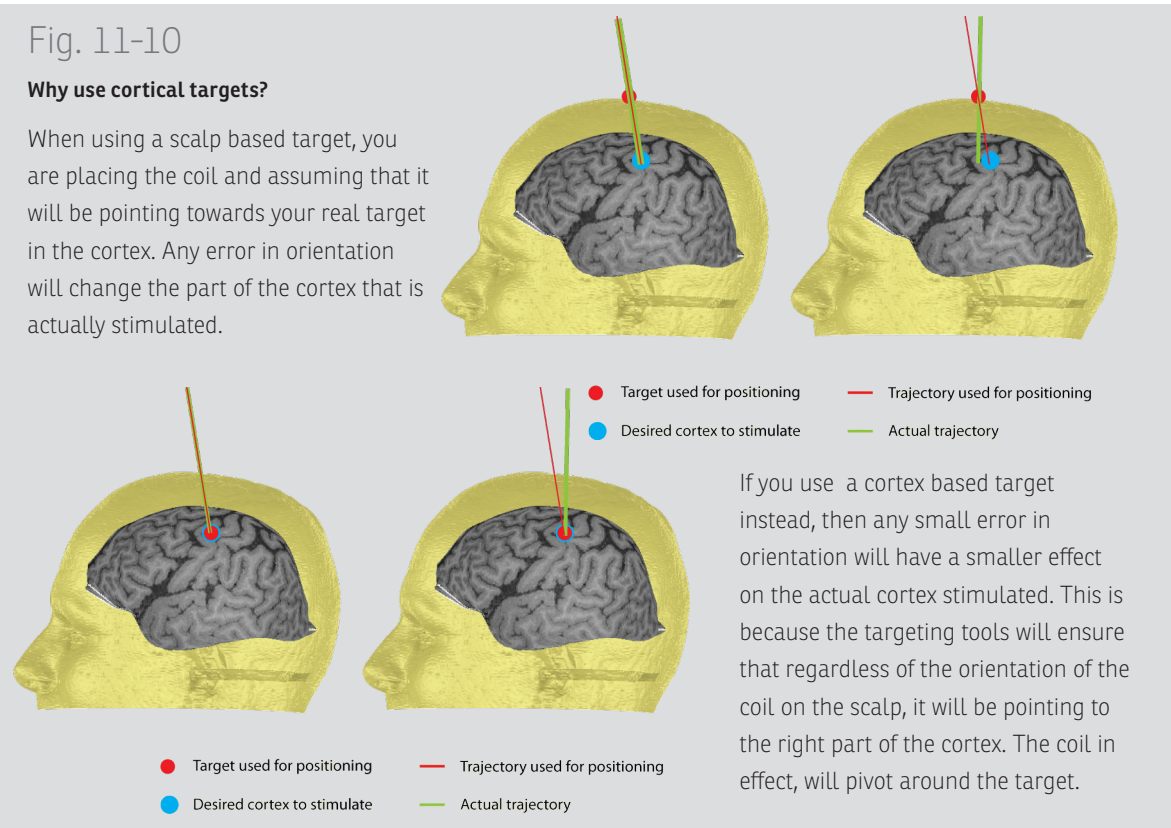 Fig. 11-10
Why use cortical targets?
When using a scalp based target, you
are placing the coil and assuming that it
will be pointing towards your real target
in the cortex. Any error in orientation
will change the part of the cortex that is
actually stimulated.
Target used for positioning
Trajectory used for positioning
Desired cortex to stimulate
Actual trajectory
If you use a cortex based target
instead, then any small error in
orientation will have a smaller effect
on the actual cortex stimulated. This is
because the targeting tools will ensure
that regardless of the orientation of the
coil on the scalp, it will be pointing to
the right part of the cortex. The coil in
effect, will pivot around the target.
Target used for positioning
Trajectory used for positioning
Desired cortex to stimulate
Actual trajectory